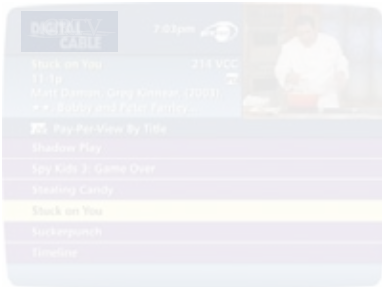 DIGITAL CABLE TV
7:03pm
Stuck on You 214 VCC
11-1p
Matt Damon, Greg Kinnear (2003)
★★, Bobby and Peter Farrelly
Pay-Per-View By Title
Shadow Play
Spy Kids 3: Game Over
Stealing Candy
Stuck on You
Suckerpunch
Timeline